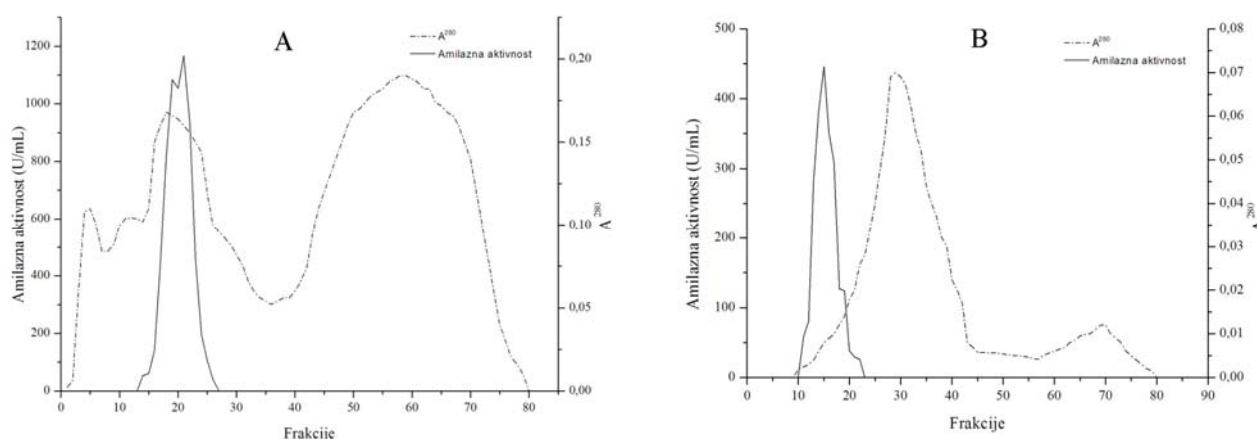 A
A280
Amilazna aktivnost
Amilazna aktivnost (U/mL)
1200
1000
800
600
400
200
0
0,20
0,15
0,10
0,05
0,00
A280
0 10 20 30 40 50 60 70 80
Frakcije
B
A280
Amilazna aktivnost
Amilazna aktivnost (U/mL)
500
400
300
200
100
0
0,08
0,07
0,06
0,05
0,04
0,03
0,02
0,01
0,00
A280
0 10 20 30 40 50 60 70 80 90
Frakcije